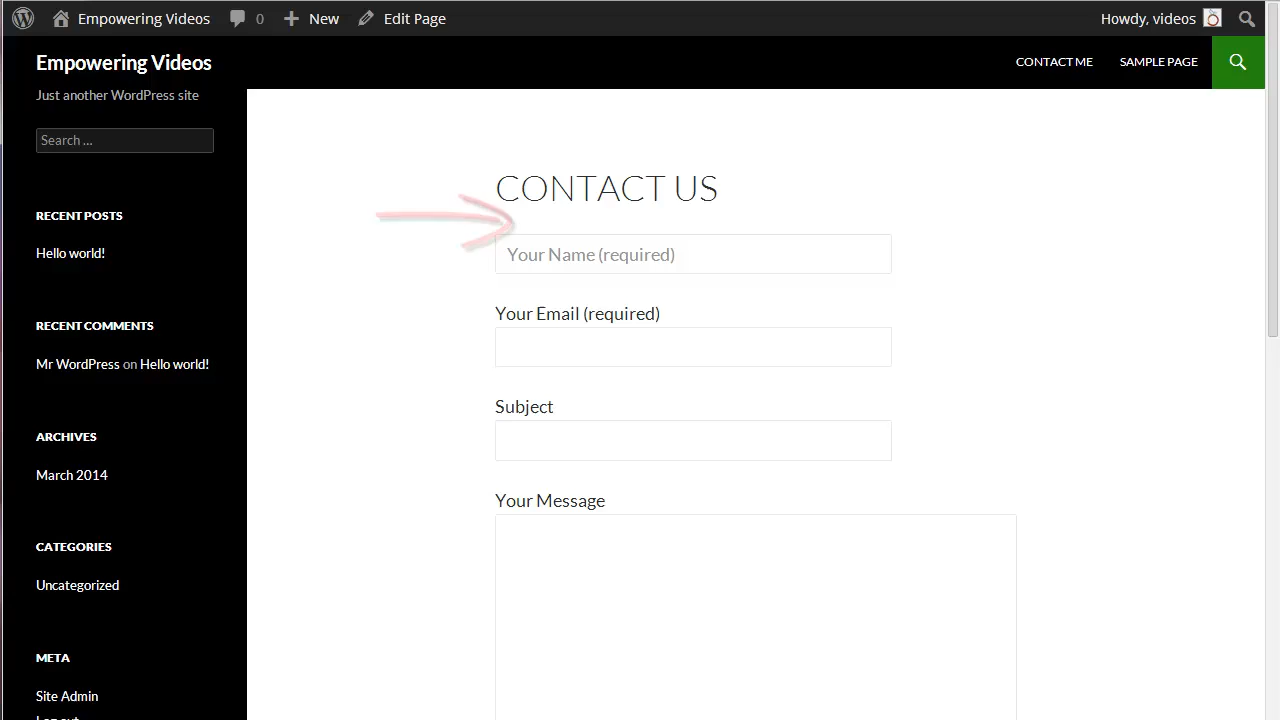 Empowering Videos 0 New Edit Page Howdy, videos
Empowering Videos
CONTACT ME SAMPLE PAGE
Just another WordPress site
Search ...
RECENT POSTS
Hello world!
RECENT COMMENTS
Mr WordPress on Hello world!
ARCHIVES
March 2014
CATEGORIES
Uncategorized
META
Site Admin
Log out
CONTACT US
Your Name (required)
Your Email (required)
Subject
Your Message